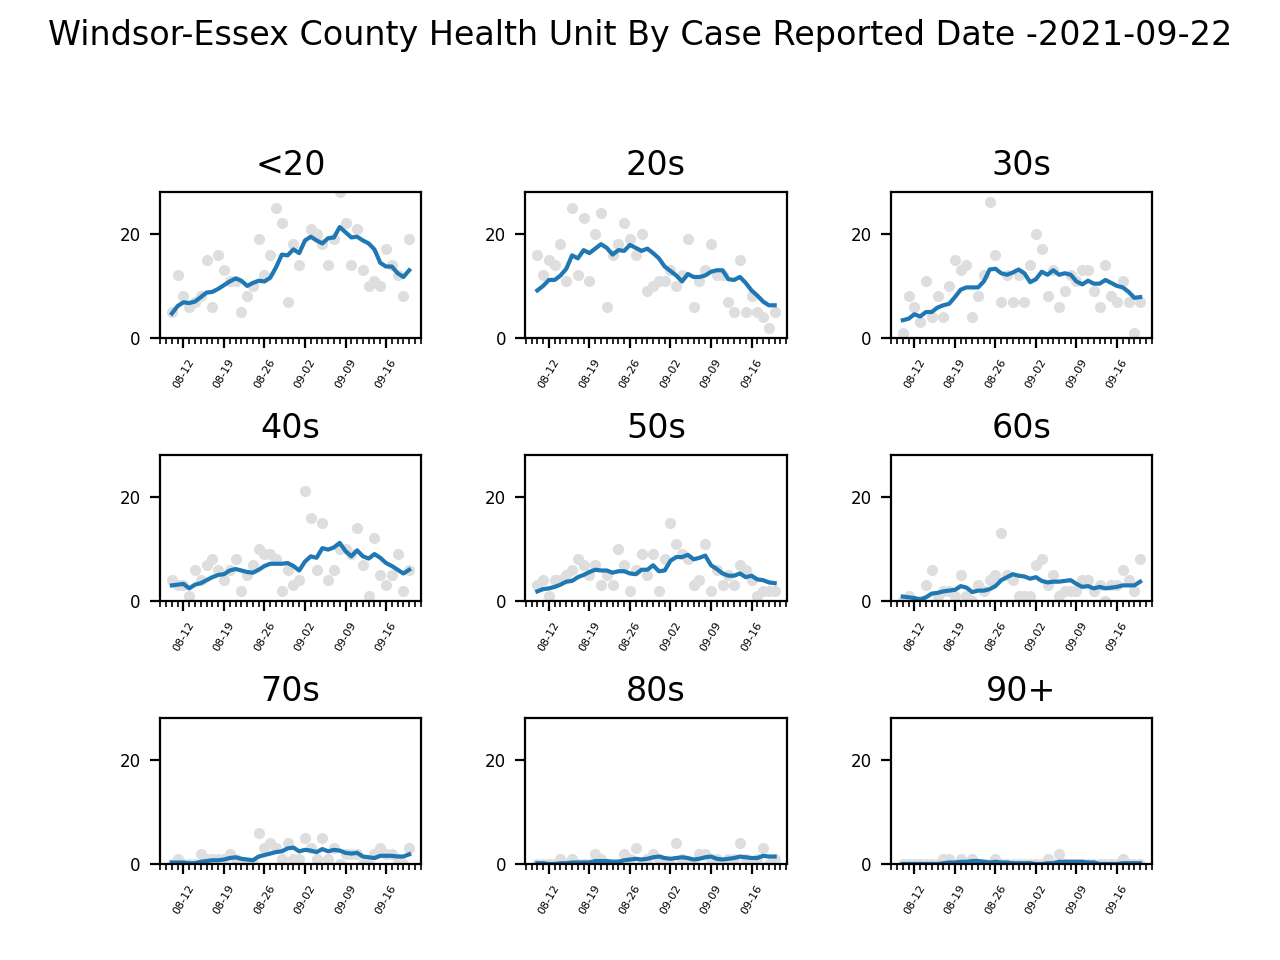 Windsor-Essex County Health Unit By Case Reported Date -2021-09-22
<20 20s 30s
20 20 20
0 0 0
08-12 08-19 08-26 09-02 09-09 09-16 08-12 08-19 08-26 09-02 09-09 09-16 08-12 08-19 08-26 09-02 09-09 09-16
40s 50s 60s
20 20 20
0 0 0
08-12 08-19 08-26 09-02 09-09 09-16 08-12 08-19 08-26 09-02 09-09 09-16 08-12 08-19 08-26 09-02 09-09 09-16
70s 80s 90+
20 20 20
0 0 0
08-12 08-19 08-26 09-02 09-09 09-16 08-12 08-19 08-26 09-02 09-09 09-16 08-12 08-19 08-26 09-02 09-09 09-16